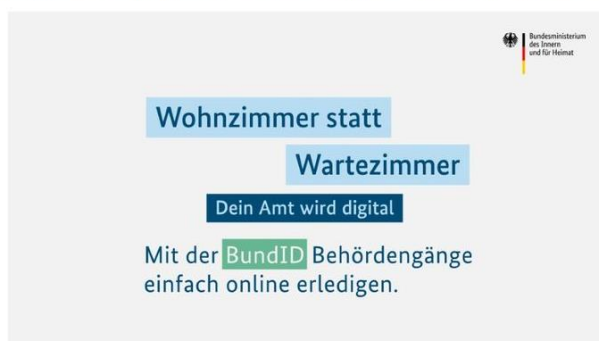 Bundesministerium
des Innern
und für Heimat
Wohnzimmer statt
Wartezimmer
Dein Amt wird digital
Mit der BundID Behördengänge
einfach online erledigen.